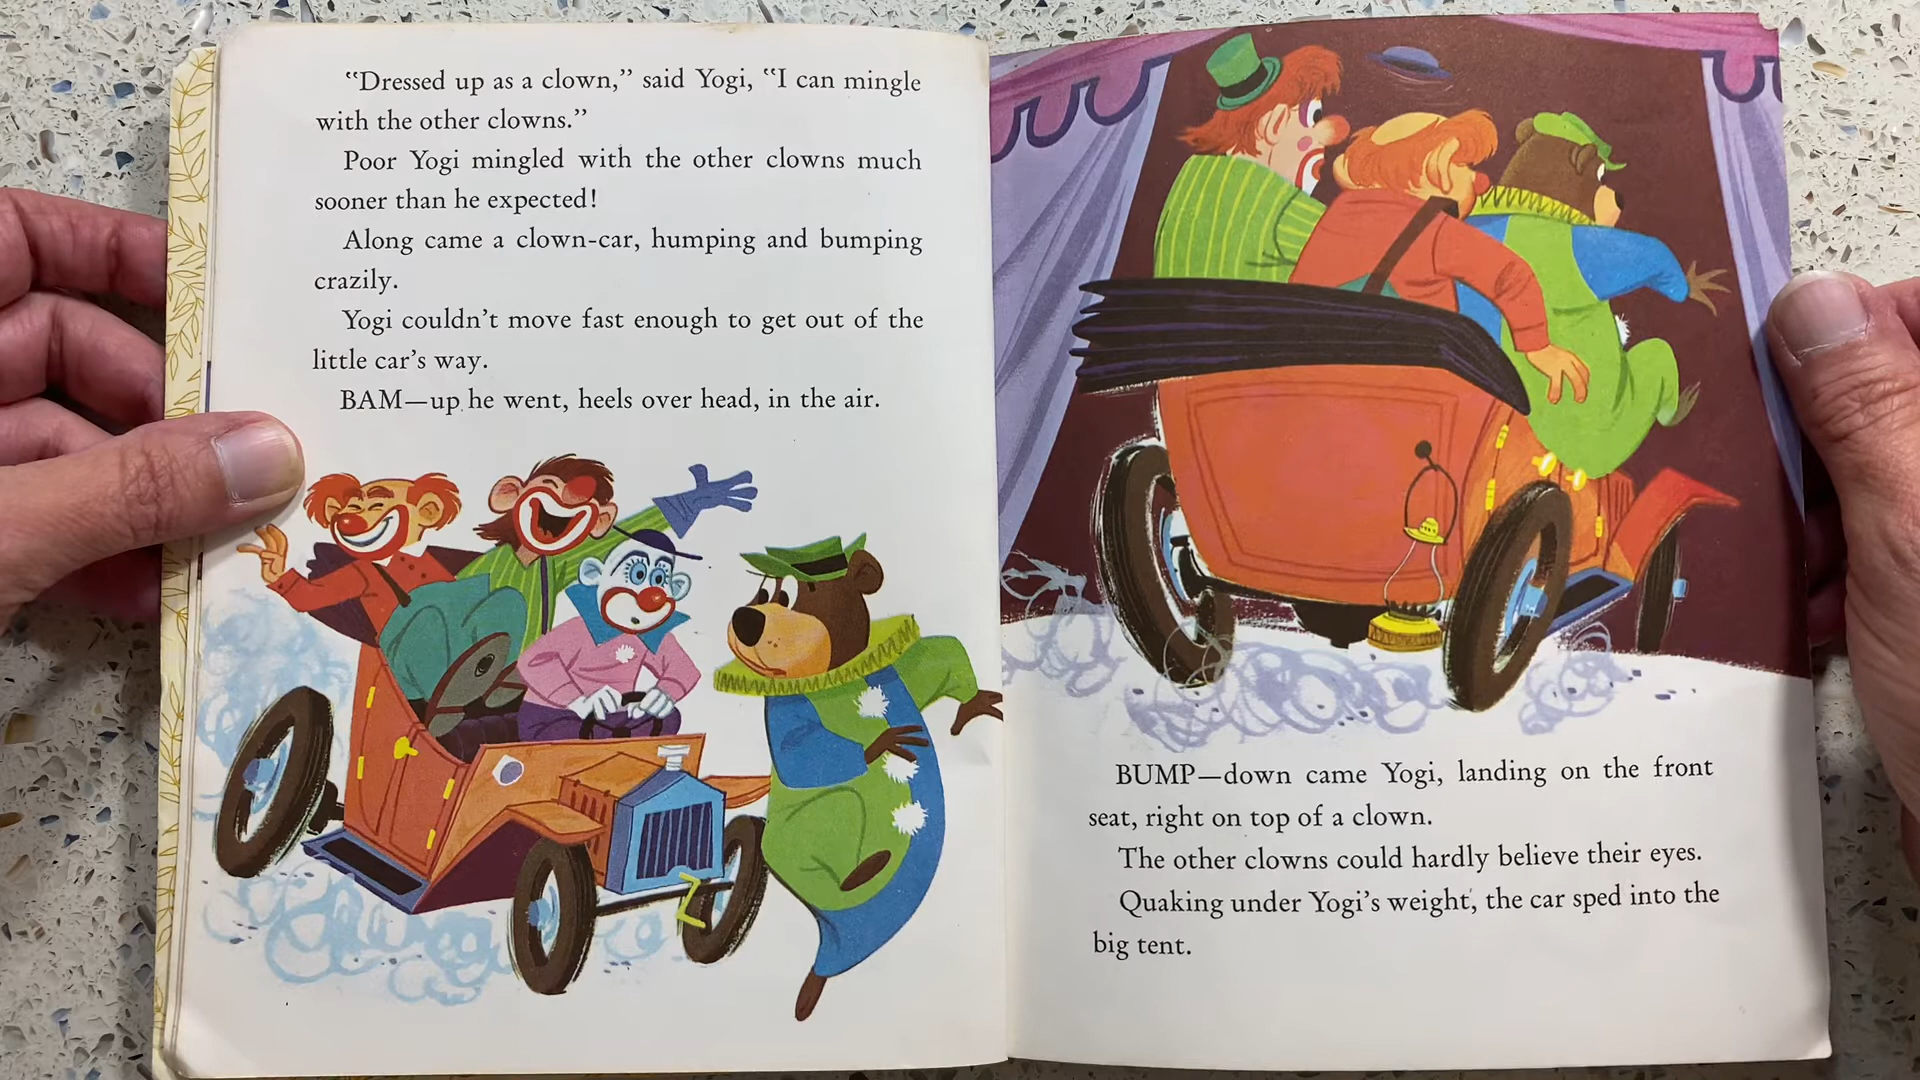 “Dressed up as a clown,” said Yogi, “I can mingle
with the other clowns.”
Poor Yogi mingled with the other clowns much
sooner than he expected!
Along came a clown-car, humping and bumping
crazily.
Yogi couldn’t move fast enough to get out of the
little car’s way.
BAM—up he went, heels over head, in the air.
BUMP—down came Yogi, landing on the front
seat, right on top of a clown.
The other clowns could hardly believe their eyes.
Quaking under Yogi’s weight, the car sped into the
big tent.